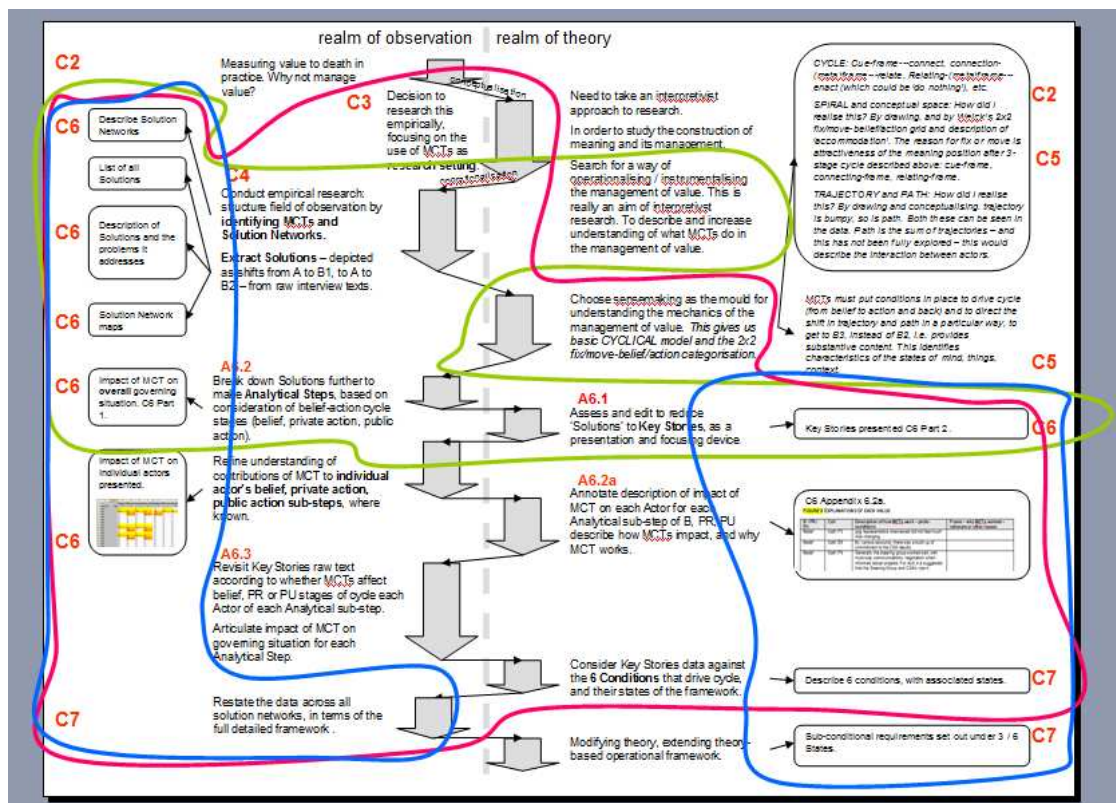 realm of observation
realm of theory
C2
Measuring value to death in
practice. Why not manage
value?
C3
Decision to
research this
empirically,
focusing on the
use of MCTs as
research setting.
Conceptualisation
Need to take an interpretivist
approach to research.
In order to study the construction of
meaning and its management.
Search for a way of
operationalising / instrumentalising
the management of value. This is
really an aim of interpretivist
research. To describe and increase
understanding of what MCTs do in
the management of value.
CYCLE: Cue-frame---connect, connection-
(meta)frame---relate. Relating-(meta)frame---
enact (which could be 'do nothing'), etc.
SPIRAL and conceptual space: How did I
realise this? By drawing, and by Weick's 2x2
fix/move-belief/action grid and description of
'accommodation'. The reason for fix or move is
attractiveness of the meaning position after 3-
stage cycle described above: cue-frame,
connecting-frame, relating-frame.
TRAJECTORY and PATH: How did I realise
this? By drawing and conceptualising, trajectory
is bumpy, so is path. Both these can be seen in
the data. Path is the sum of trajectories – and
this has not been fully explored – this would
describe the interaction between actors.
C2
C5
C6
Describe Solution
Networks
List of all
Solutions
C6
Description of
Solutions and the
problems it
addresses
C6
Solution Network
maps
C4
Conduct empirical research:
structure field of observation by
identifying MCTs and
Solution Networks.
Extract Solutions – depicted
as shifts from A to B1, to A to
B2 – from raw interview texts.
Choose sensemaking as the mould for
understanding the mechanics of the
management of value. This gives us
basic CYCLICAL model and the 2x2
fix/move-belief/action categorisation.
MCTs must put conditions in place to drive cycle
(from belief to action and back) and to direct the
shift in trajectory and path in a particular way, to
get to B3, instead of B2, i.e. provides
substantive content. This identifies
characteristics of the states of mind, things,
context.
C5
C6
Impact of MCT on
overall governing
situation. C6 Part
1.
A6.2
Break down Solutions further to
make Analytical Steps, based on
consideration of belief-action cycle
stages (belief, private action, public
action).
A6.1
Assess and edit to reduce
'Solutions' to Key Stories, as a
presentation and focusing device.
Key Stories presented C6 Part 2.
C6
Impact of MCT on
individual actors
presented.
C6
Refine understanding of
contributions of MCT to individual
actor's belief, private action,
public action sub-steps, where
known.
A6.2a
Annotate description of impact of
MCT on each Actor for each
Analytical sub-step of B, PR, PU
describe how MCTs impact, and why
MCT works.
C6 Appendix 6.2a.
A6.3
Revisit Key Stories raw text
according to whether MCTs affect
belief, PR or PU stages of cycle each
Actor of each Analytical sub-step.
Articulate impact of MCT on
governing situation for each
Analytical Step.
Consider Key Stories data against
the 6 Conditions that drive cycle,
and their states of the framework.
Describe 6 conditions, with associated states.
C7
C7
Restate the data across all
solution networks, in terms of the
full detailed framework .
Modifying theory, extending theory-
based operational framework.
Sub-conditional requirements set out under 3 / 6
States.
C7